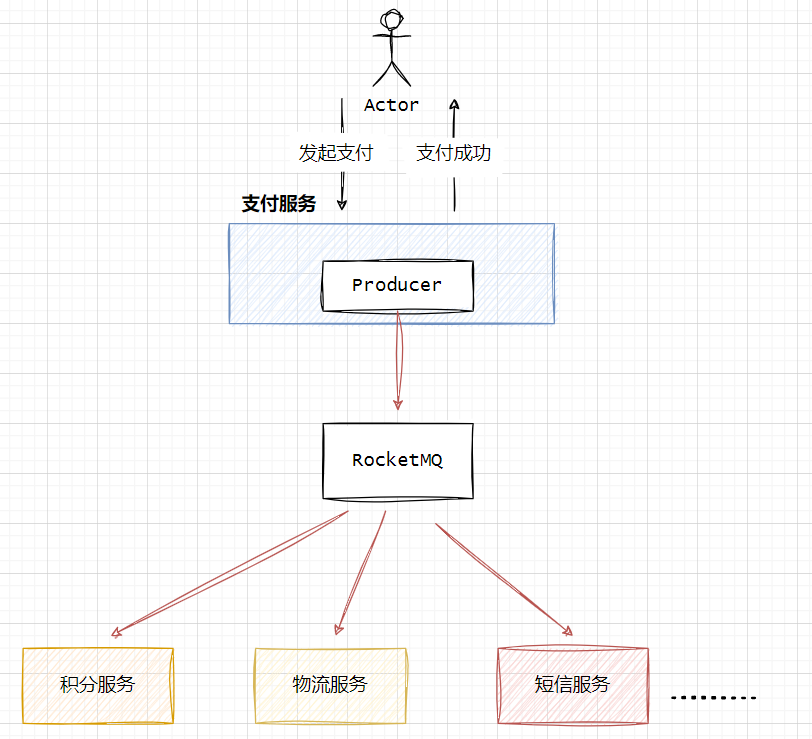 Actor
发起支付
支付成功
支付服务
Producer
RocketMQ
积分服务
物流服务
短信服务